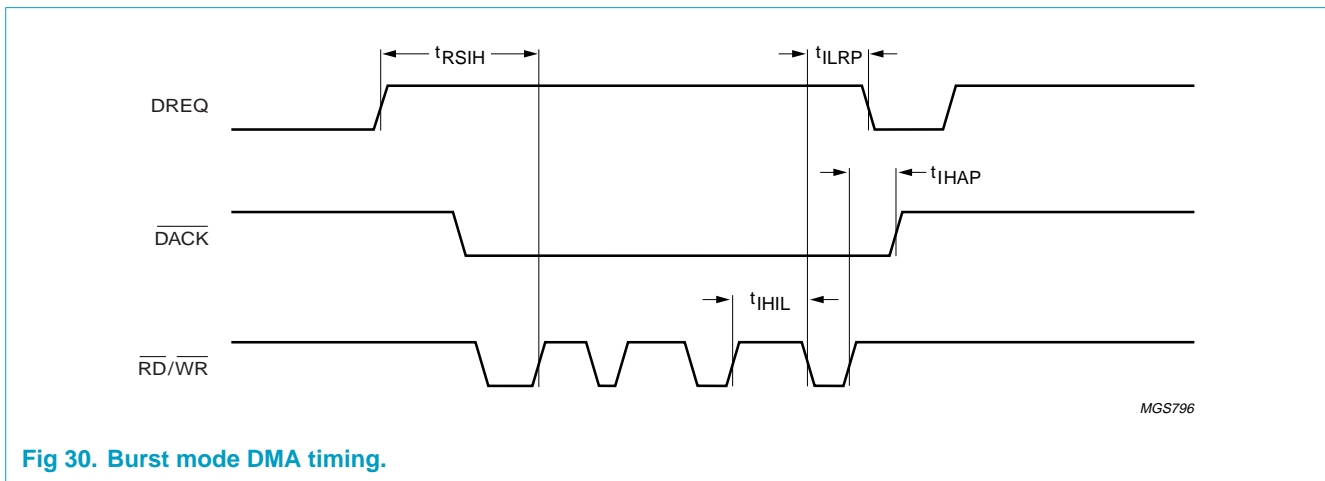 tRSIH
tILRP
DREQ
tIHAP
DACK
tIHIL
RD/WR
MGS796
Fig 30. Burst mode DMA timing.